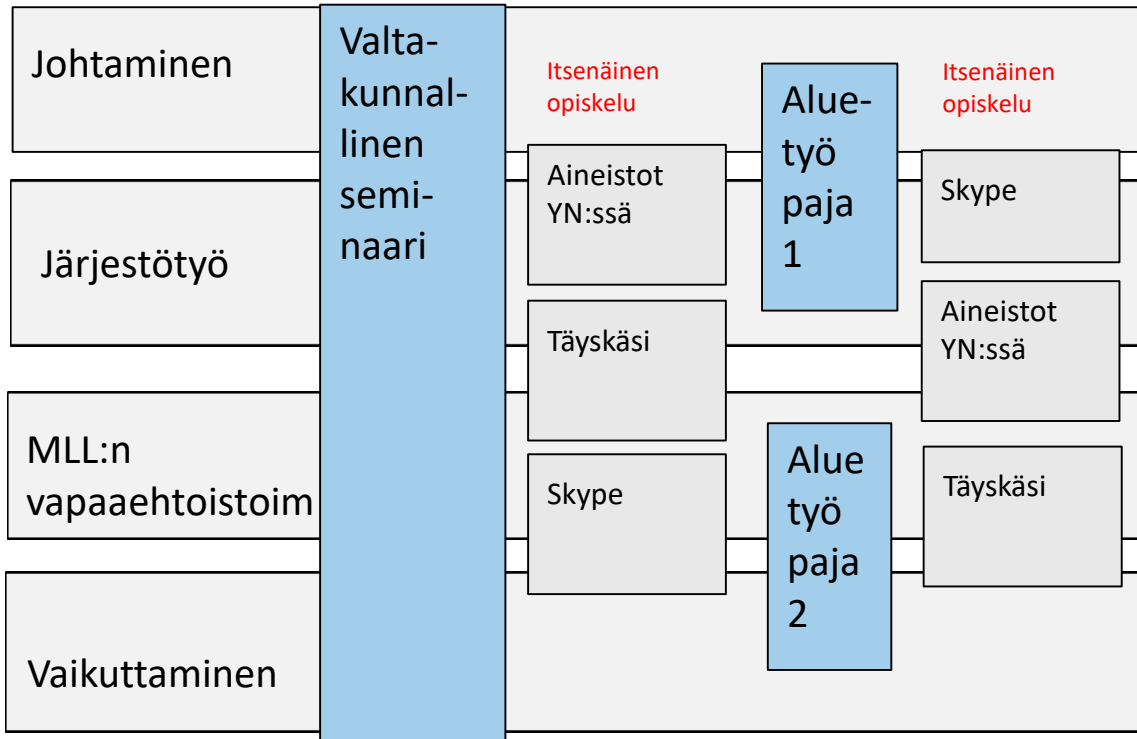 Johtaminen
Järjestötyö
MLL:n
vapaaehtoistoim
Vaikuttaminen
Valta-
kunnal-
linen
semi-
naari
Itsenäinen
opiskelu
Aineistot
YN:ssä
Täyskäsi
Skype
Alue-
työ
paja
1
Alue
työ
paja
2
Itsenäinen
opiskelu
Skype
Aineistot
YN:ssä
Täyskäsi